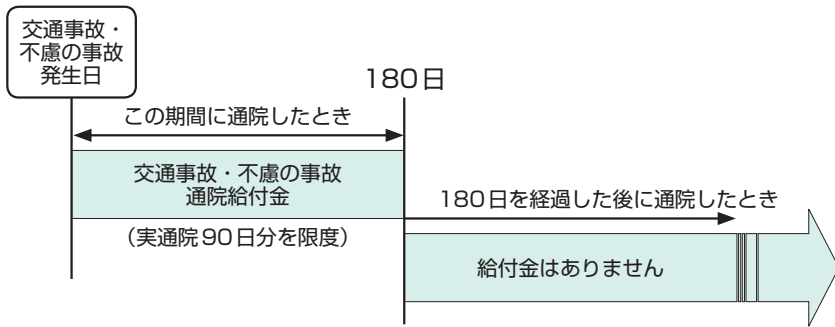 交通事故・
不慮の事故
発生日
180日
この期間に通院したとき
交通事故・不慮の事故
通院給付金
180日を経過した後に通院したとき
（実通院90日分を限度）
給付金はありません